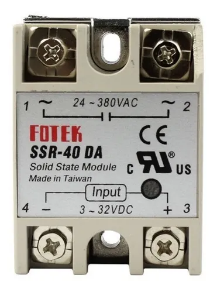 1 ~ 24~380VAC ~ 2
FOTEK
SSR-40 DA
CE
Solid State Module
C RU US
Made in Taiwan
Input
4 - 3~32VDC + 3